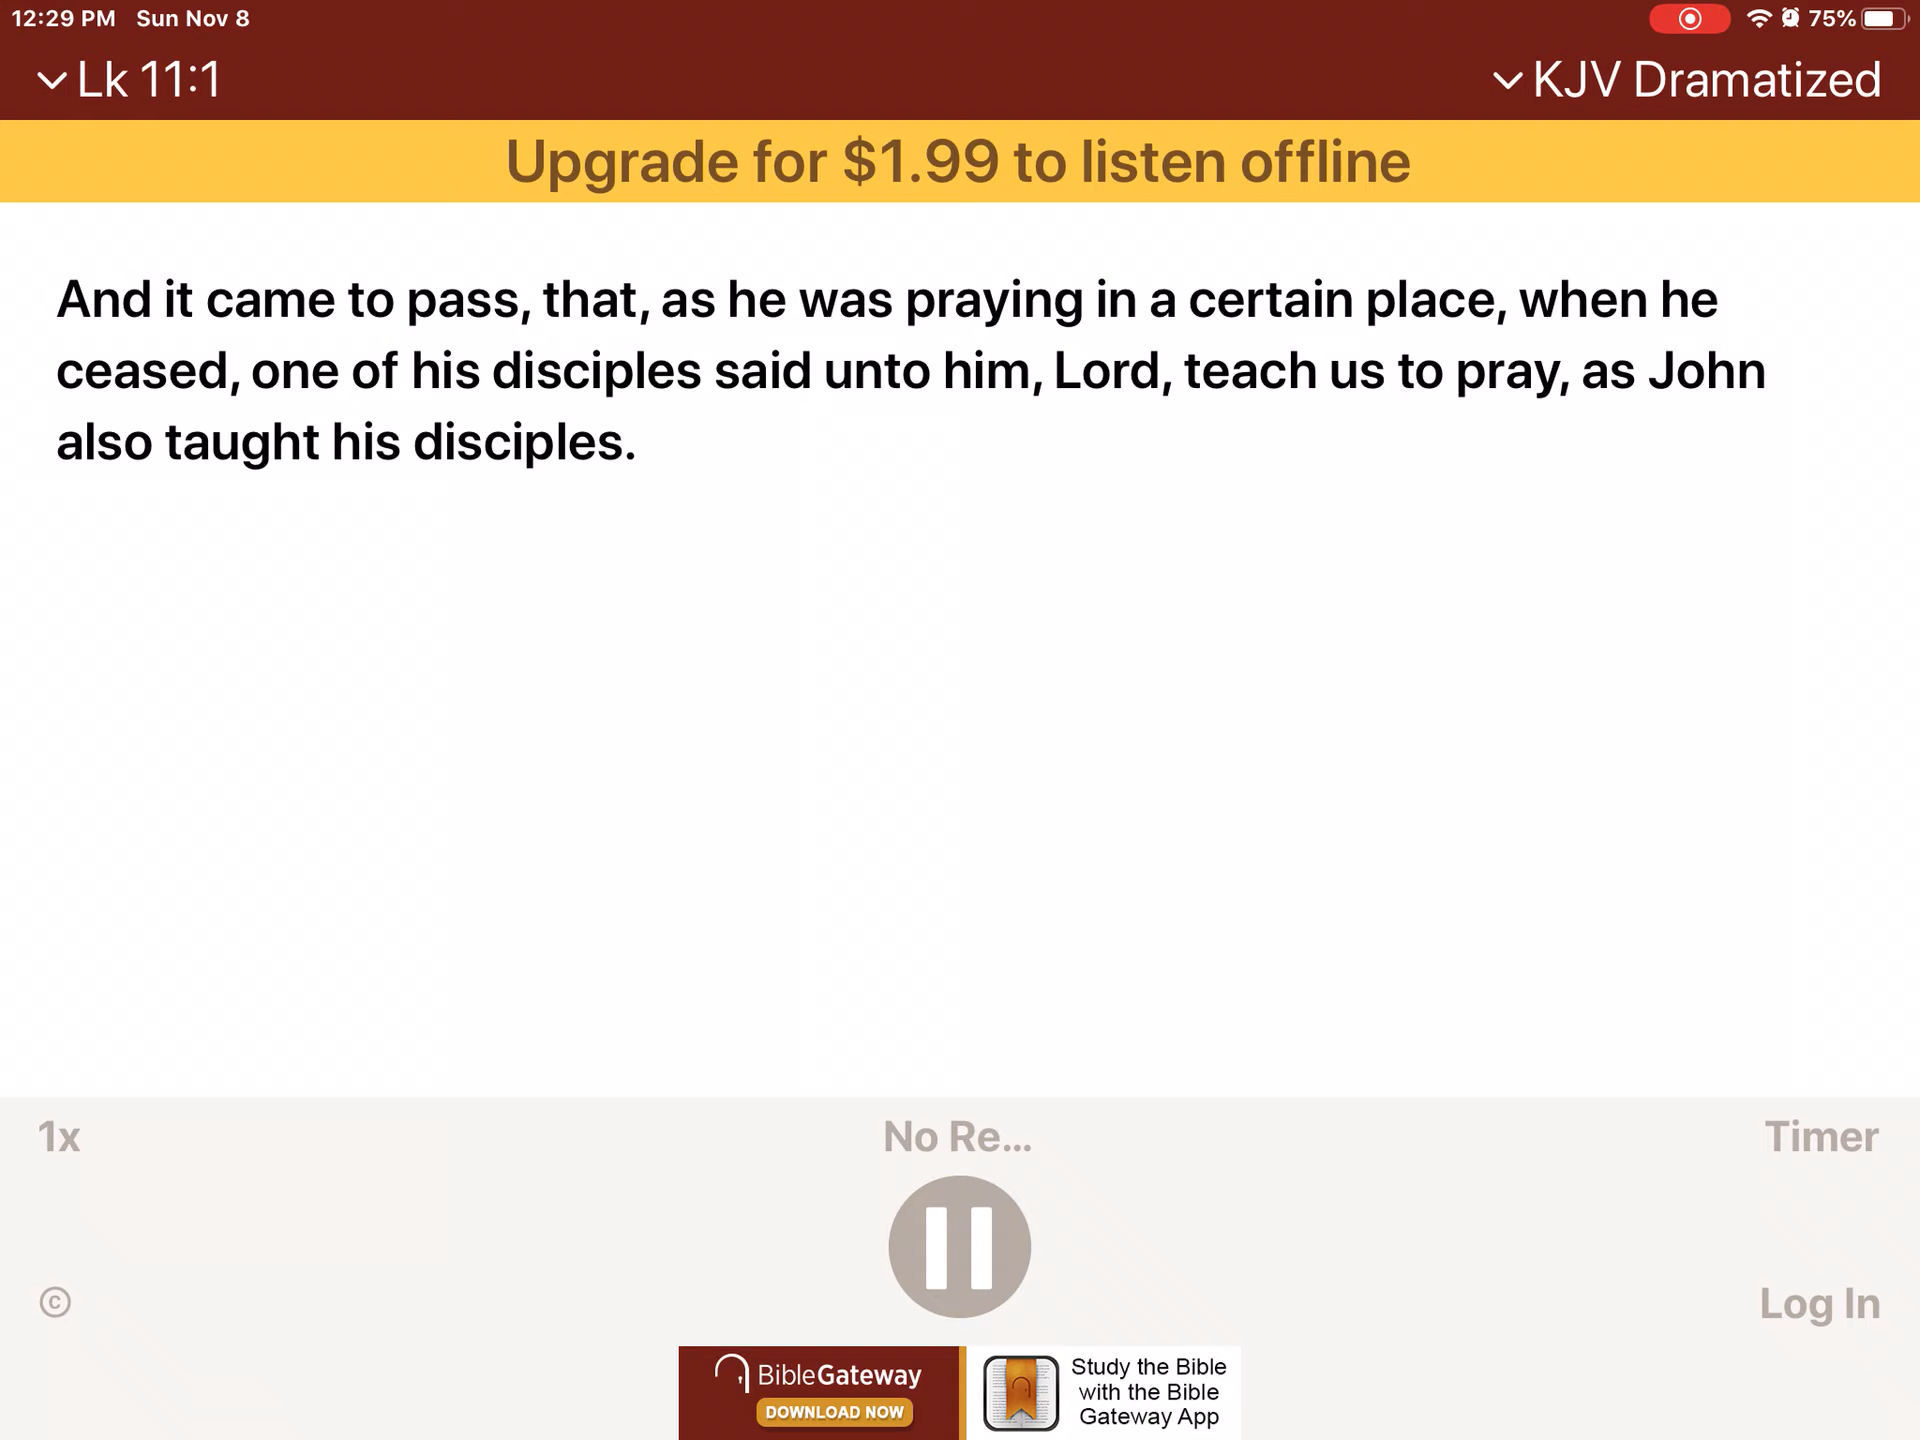 12:29 PM Sun Nov 8
75%
Lk 11:1
KJV Dramatized
Upgrade for $1.99 to listen offline
And it came to pass, that, as he was praying in a certain place, when he
ceased, one of his disciples said unto him, Lord, teach us to pray, as John
also taught his disciples.
1x
No Re...
Timer
©
Log In
BibleGateway
DOWNLOAD NOW
Study the Bible
with the Bible
Gateway App